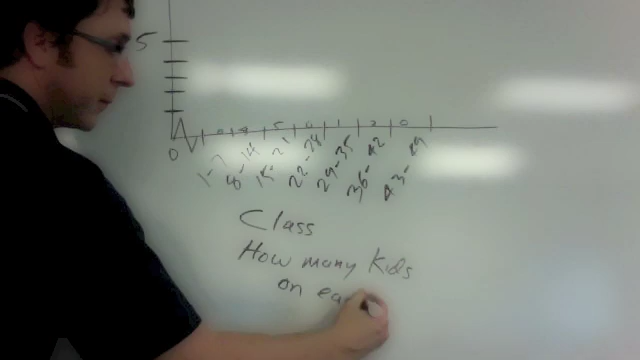 5
0
1-7 8-14 15-21 22-28 29-35 36-42 43-49
Class
How many Kids
on ea